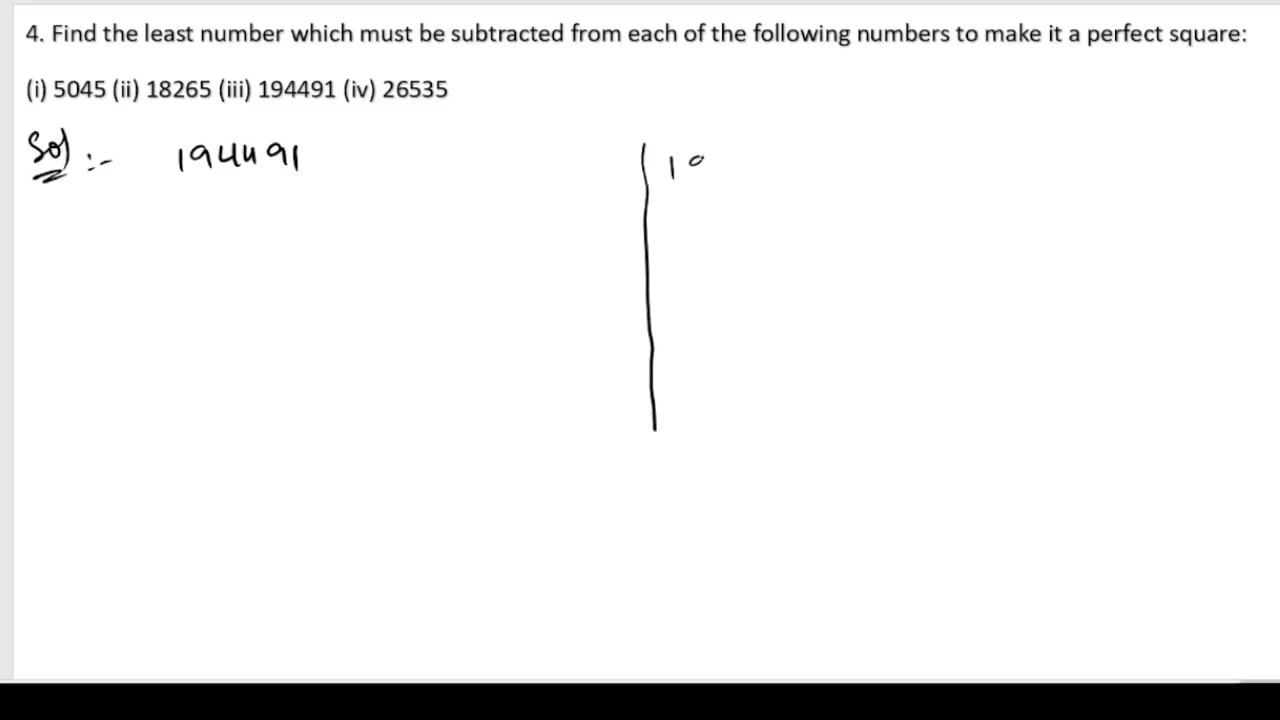 4. Find the least number which must be subtracted from each of the following numbers to make it a perfect square:
(i) 5045 (ii) 18265 (iii) 194491 (iv) 26535
Sol :- 194491
1